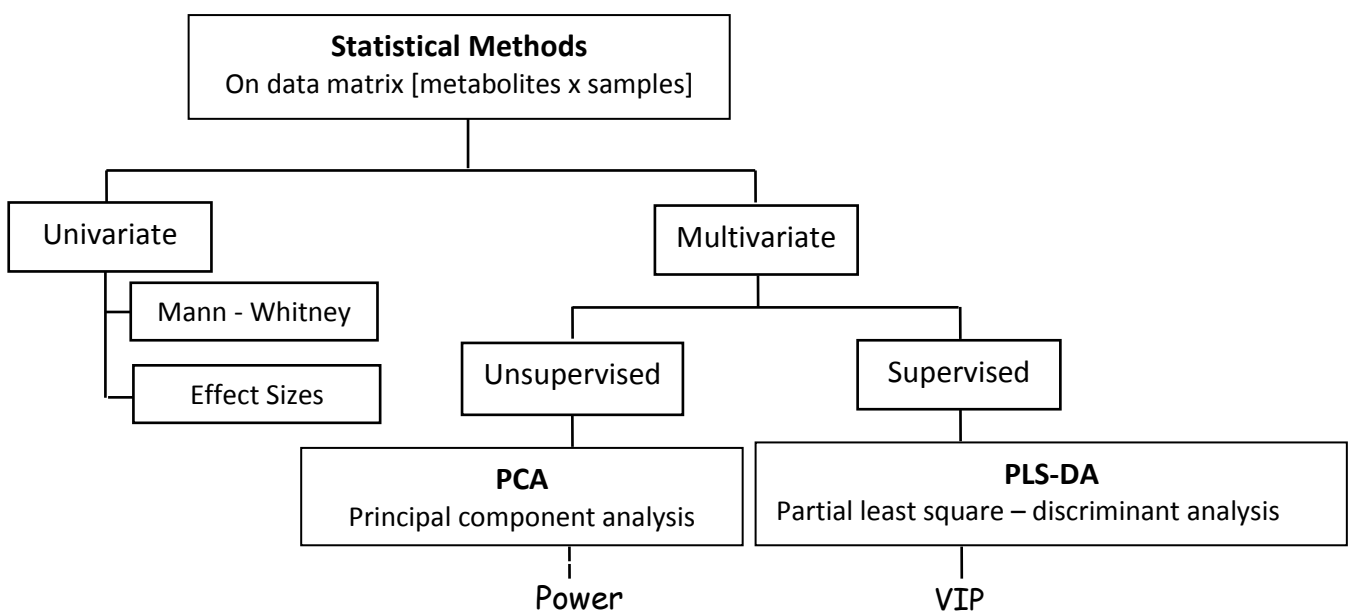 Statistical Methods
On data matrix [metabolites x samples]
Univariate
Multivariate
Mann - Whitney
Effect Sizes
Unsupervised
Supervised
PCA
Principal component analysis
PLS-DA
Partial least square – discriminant analysis
Power
VIP